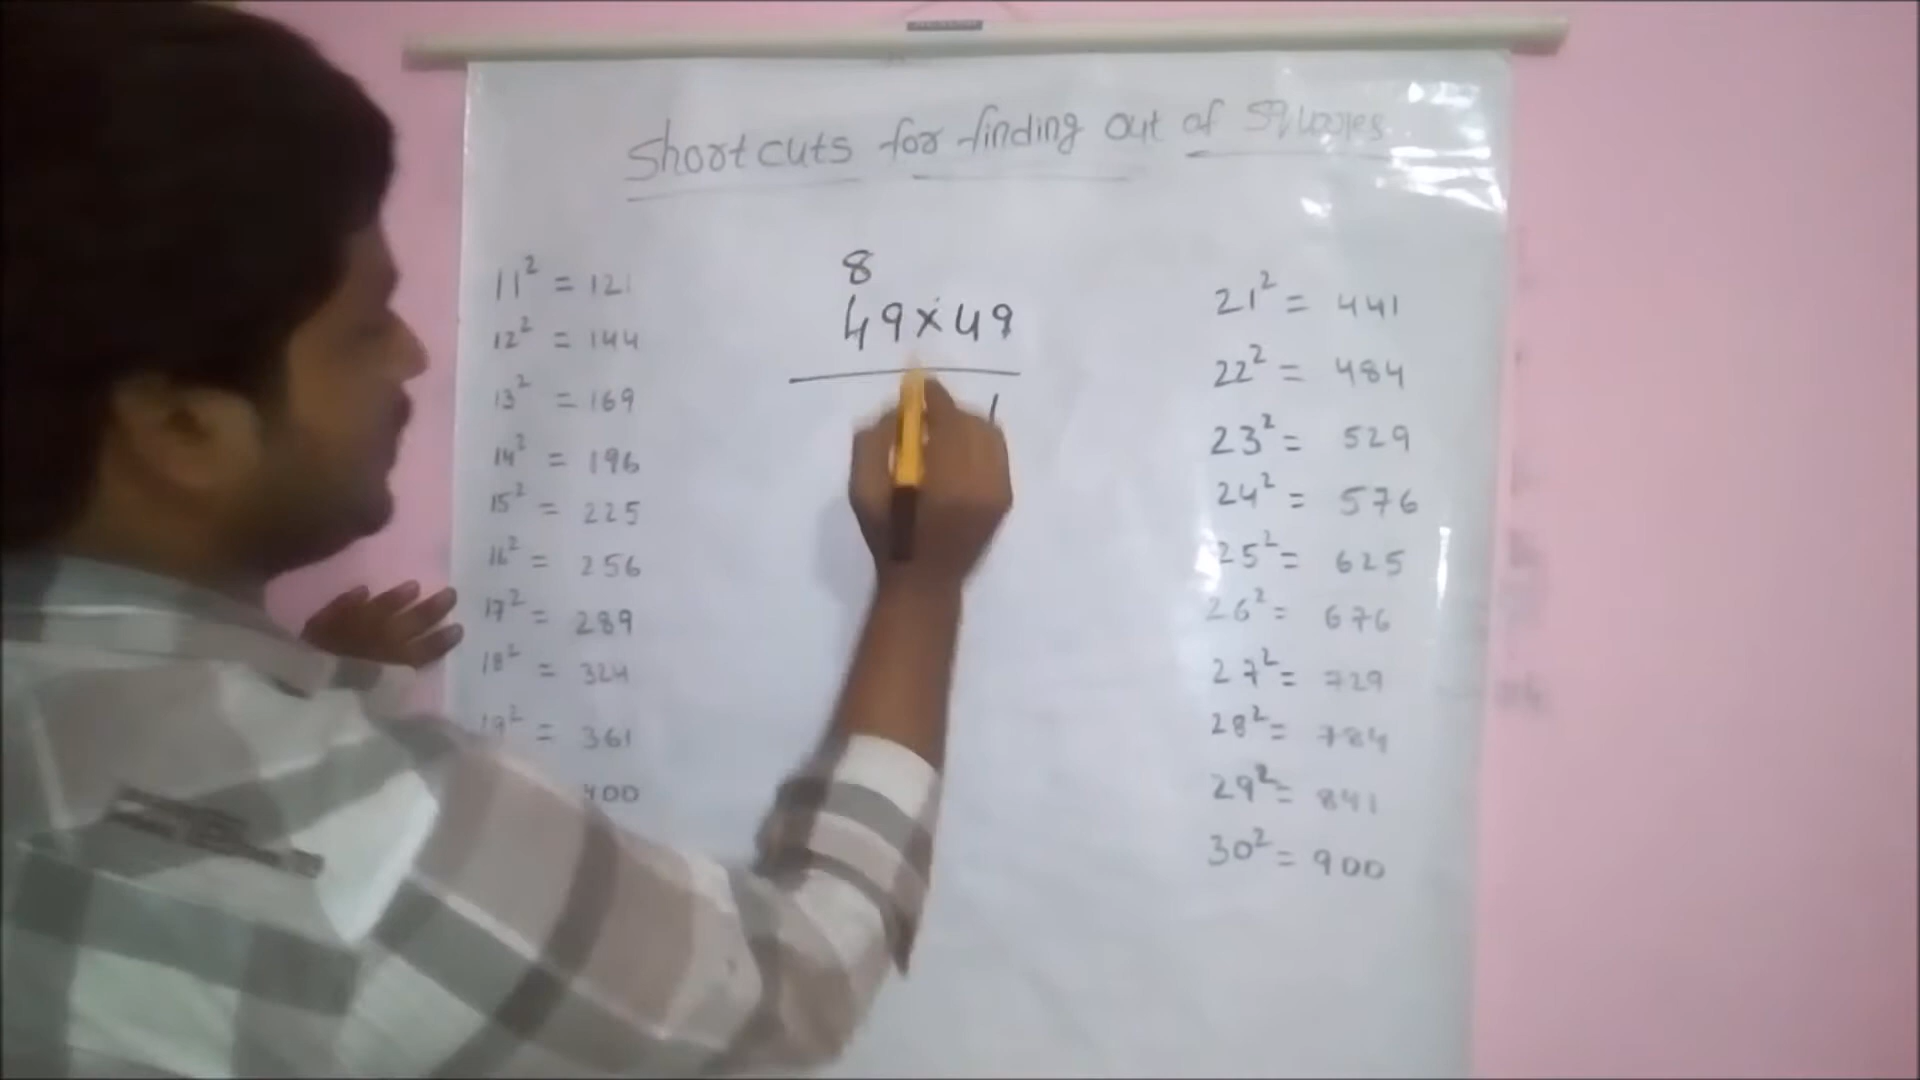 Shortcuts for finding out of Squares
11² = 121
12² = 144
13² = 169
14² = 196
15² = 225
16² = 256
17² = 289
18² = 324
19² = 361
400
8
49×49
1
21² = 441
22² = 484
23² = 529
24² = 576
25² = 625
26² = 676
27² = 729
28² = 784
29² = 841
30² = 900